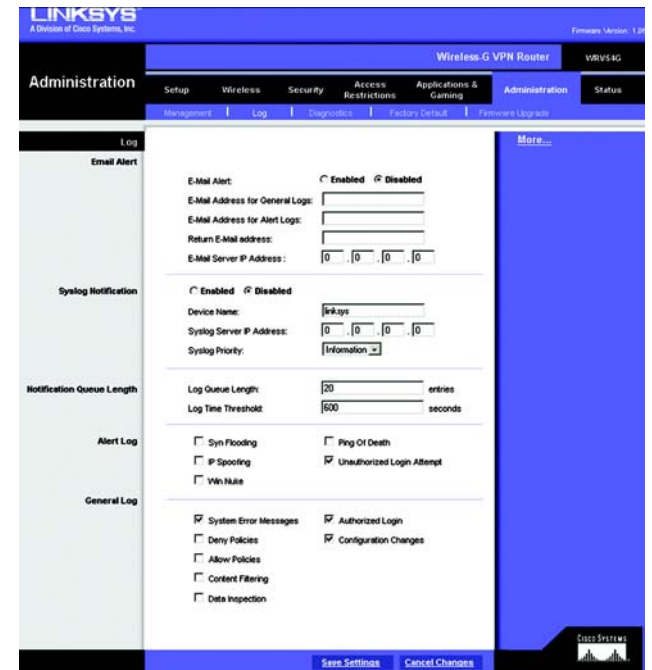 LINKSYS
A Division of Cisco Systems, Inc.
Firmware Version: 1.05
Wireless-G VPN Router
WRV54G
Administration
Setup
Wireless
Security
Access Restrictions
Applications & Gaming
Administration
Status
Management
Log
Diagnostics
Factory Default
Firmware Upgrade
Log
More...
Email Alert
E-Mail Alert: Enabled Disabled
E-Mail Address for General Logs:
E-Mail Address for Alert Logs:
Return E-Mail address:
E-Mail Server IP Address : 0 . 0 . 0 . 0
Syslog Notification
Enabled Disabled
Device Name: linksys
Syslog Server IP Address: 0 . 0 . 0 . 0
Syslog Priority: Information
Notification Queue Length
Log Queue Length: 20 entries
Log Time Threshold: 600 seconds
Alert Log
Syn Flooding
Ping Of Death
IP Spoofing
Unauthorized Login Attempt
Win Nuke
General Log
System Error Messages
Authorized Login
Deny Policies
Configuration Changes
Allow Policies
Content Filtering
Data Inspection
CISCO SYSTEMS
Save Settings
Cancel Changes